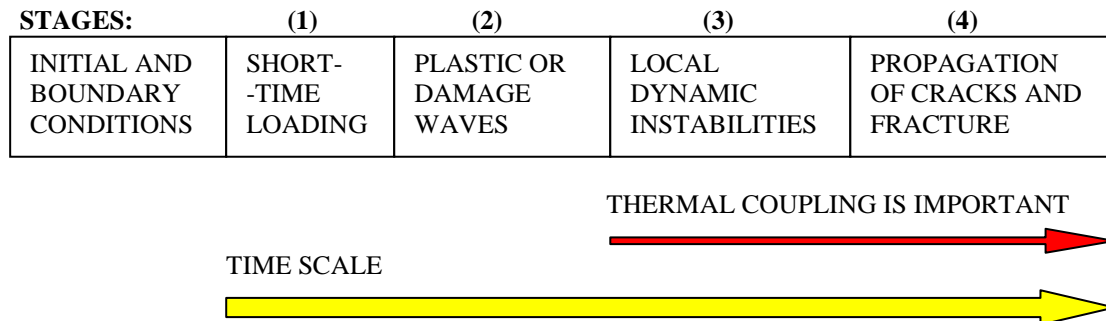 STAGES: (1) (2) (3) (4)
INITIAL AND
BOUNDARY
CONDITIONS
SHORT-
-TIME
LOADING
PLASTIC OR
DAMAGE
WAVES
LOCAL
DYNAMIC
INSTABILITIES
PROPAGATION
OF CRACKS AND
FRACTURE
THERMAL COUPLING IS IMPORTANT
TIME SCALE